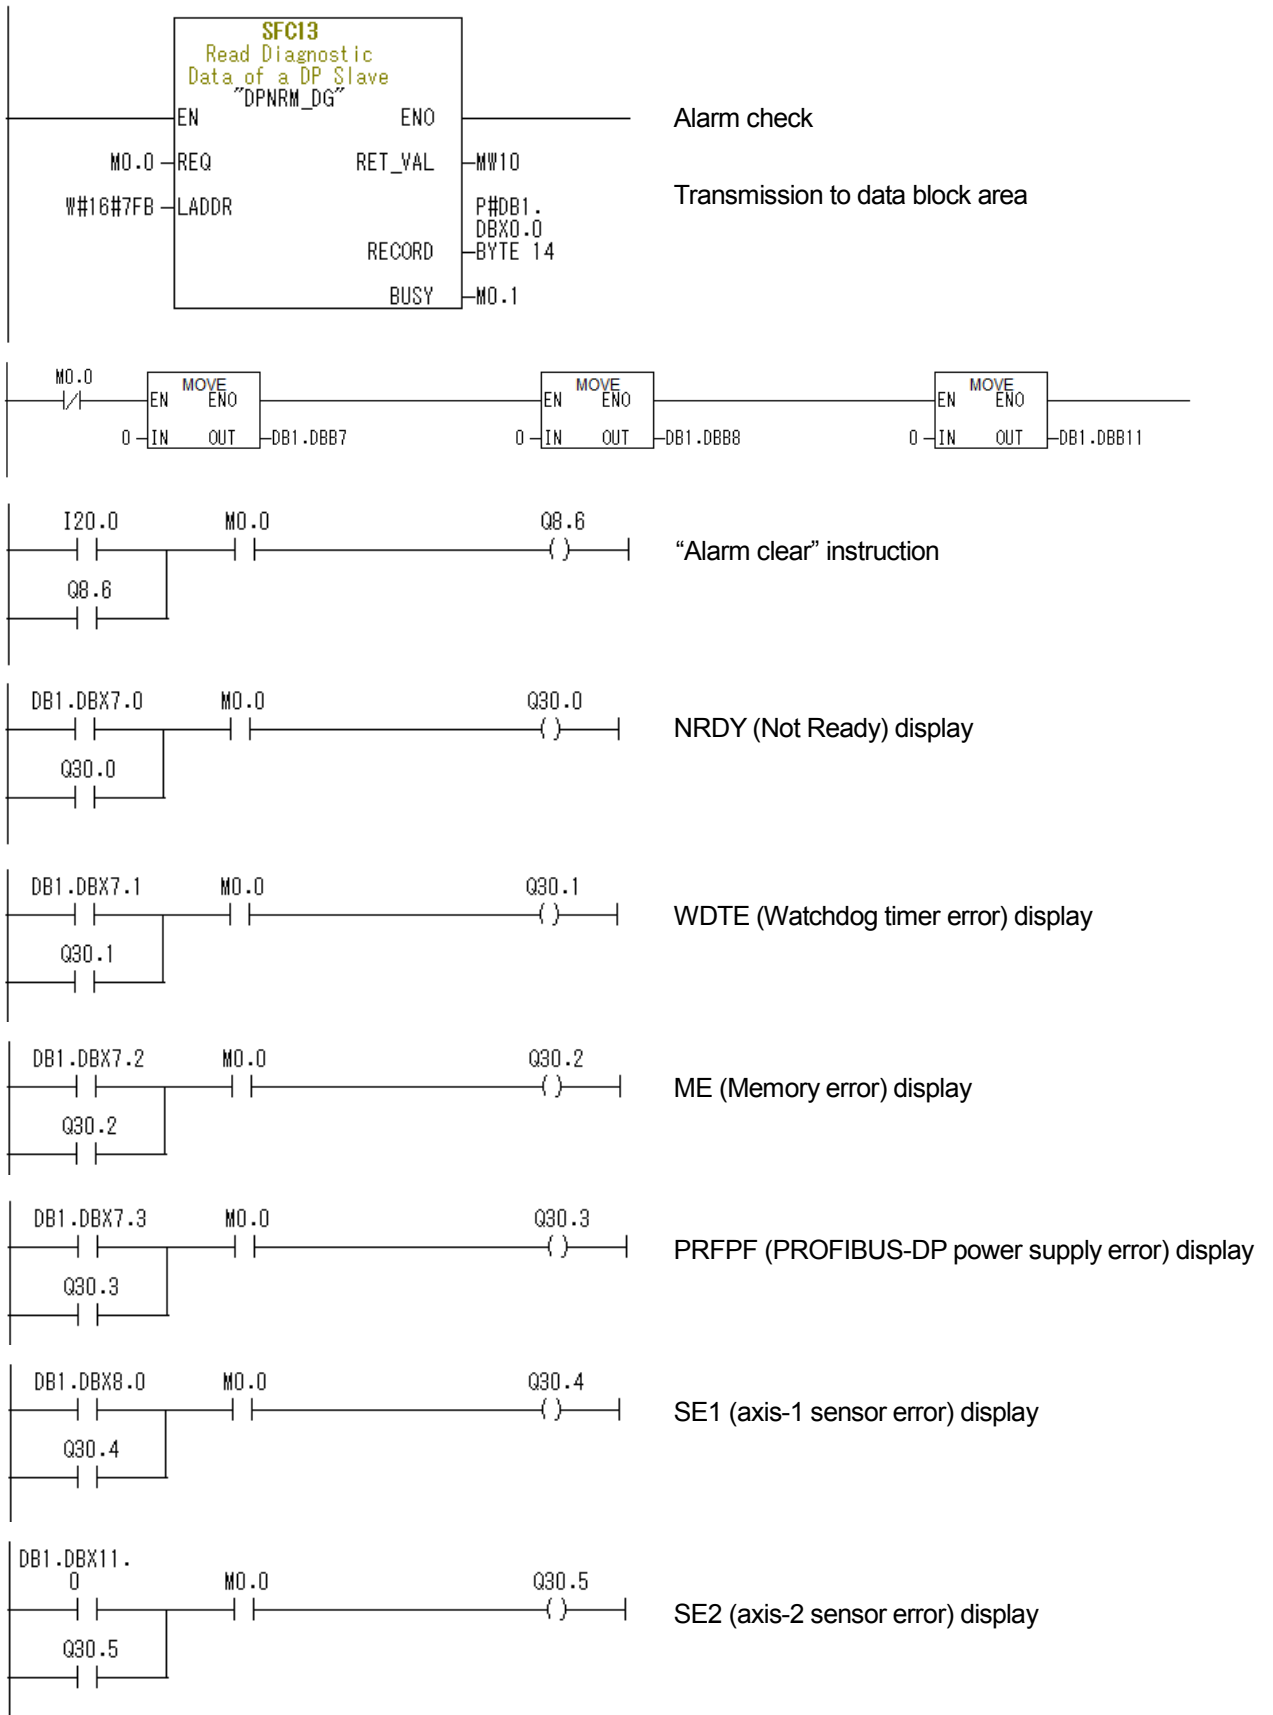 SFC13
Read Diagnostic
Data of a DP Slave
"DPNRM_DG"
EN ENO
Alarm check
M0.0 REQ RET_VAL MW10
W#16#7FB LADDR P#DB1.
Transmission to data block area
DBX0.0
RECORD BYTE 14
BUSY M0.1
M0.0
MOVE MOVE MOVE
EN ENO EN ENO EN ENO
0 IN OUT DB1.DBB7 0 IN OUT DB1.DBB8 0 IN OUT DB1.DBB11
I20.0 M0.0 Q8.6
“Alarm clear” instruction
Q8.6
DB1.DBX7.0 M0.0 Q30.0
NRDY (Not Ready) display
Q30.0
DB1.DBX7.1 M0.0 Q30.1
WDTE (Watchdog timer error) display
Q30.1
DB1.DBX7.2 M0.0 Q30.2
ME (Memory error) display
Q30.2
DB1.DBX7.3 M0.0 Q30.3
PRFPF (PROFIBUS-DP power supply error) display
Q30.3
DB1.DBX8.0 M0.0 Q30.4
SE1 (axis-1 sensor error) display
Q30.4
DB1.DBX11.
0 M0.0 Q30.5
SE2 (axis-2 sensor error) display
Q30.5